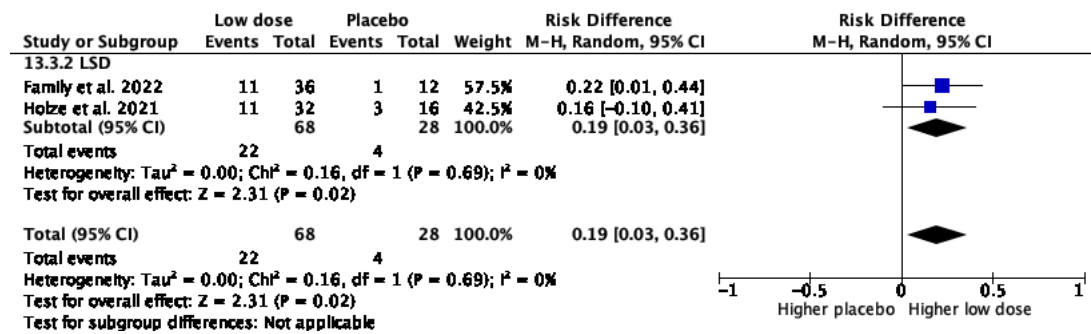 Low dose Placebo Risk Difference Risk Difference
Study or Subgroup Events Total Events Total Weight M-H, Random, 95% CI M-H, Random, 95% CI
13.3.2 LSD
Family et al. 2022 11 36 1 12 57.5% 0.22 [0.01, 0.44]
Holze et al. 2021 11 32 3 16 42.5% 0.16 [-0.10, 0.41]
Subtotal (95% CI) 68 28 100.0% 0.19 [0.03, 0.36]
Total events 22 4
Heterogeneity: Tau² = 0.00; Chi² = 0.16, df = 1 (P = 0.69); I² = 0%
Test for overall effect: Z = 2.31 (P = 0.02)
Total (95% CI) 68 28 100.0% 0.19 [0.03, 0.36]
Total events 22 4
Heterogeneity: Tau² = 0.00; Chi² = 0.16, df = 1 (P = 0.69); I² = 0%
Test for overall effect: Z = 2.31 (P = 0.02)
Test for subgroup differences: Not applicable
-1 -0.5 0 0.5 1
Higher placebo Higher low dose